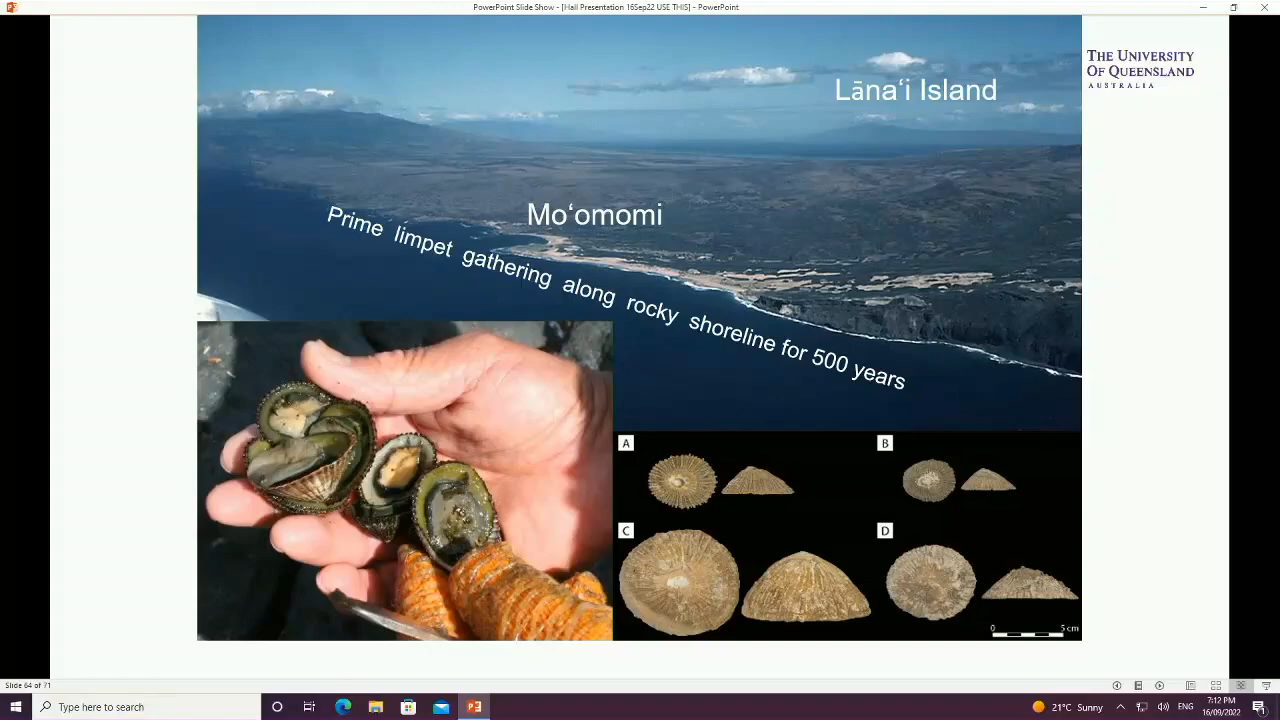 PowerPoint Slide Show - [Hall Presentation 16Sep22 USE THIS] - PowerPoint
THE UNIVERSITY
OF QUEENSLAND
AUSTRALIA
Lānaʻi Island
Moʻomomi
Prime limpet gathering along rocky shoreline for 500 years
A
B
C
D
0 5 cm
Slide 64 of 71
Type here to search
21°C Sunny
ENG
7:12 PM
16/09/2022